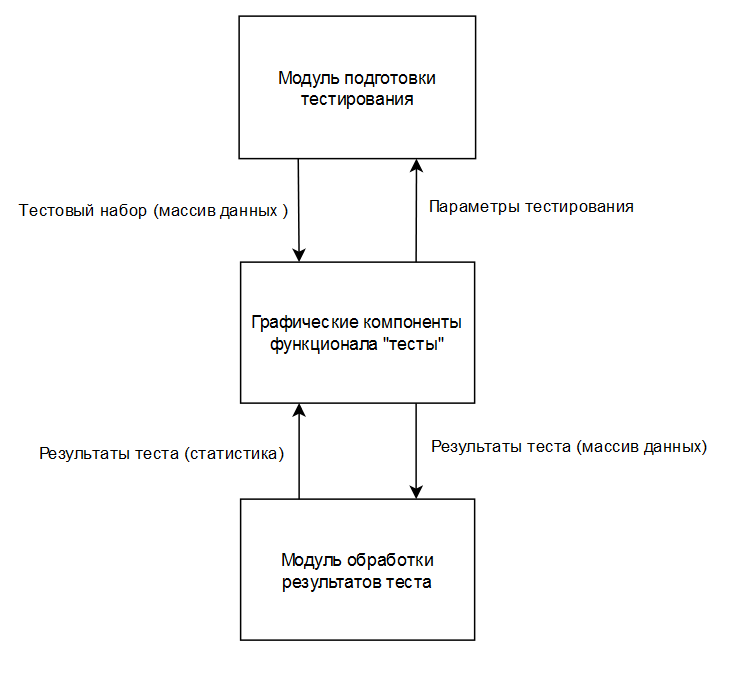 Модуль подготовки
тестирования
Тестовый набор (массив данных )
Параметры тестирования
Графические компоненты
функционала "тесты"
Результаты теста (статистика)
Результаты теста (массив данных)
Модуль обработки
результатов теста